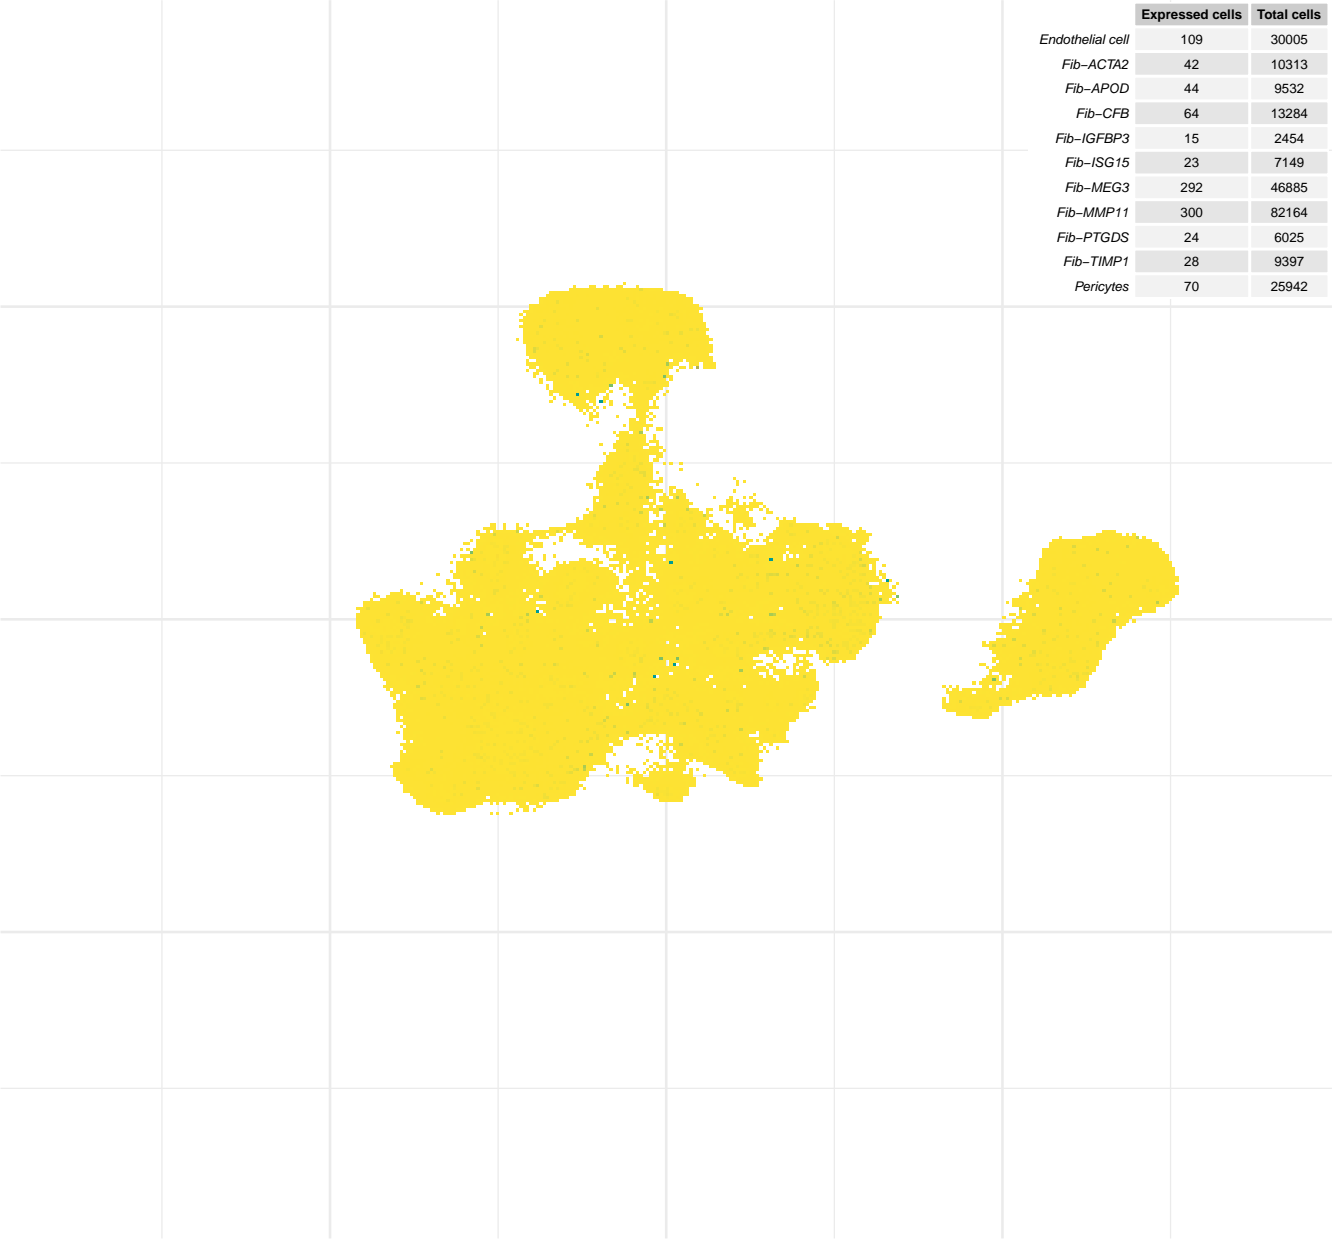 Expressed cells Total cells
Endothelial cell 109 30005
Fib−ACTA2 42 10313
Fib−APOD 44 9532
Fib−CFB 64 13284
Fib−IGFBP3 15 2454
Fib−ISG15 23 7149
Fib−MEG3 292 46885
Fib−MMP11 300 82164
Fib−PTGDS 24 6025
Fib−TIMP1 28 9397
Pericytes 70 25942